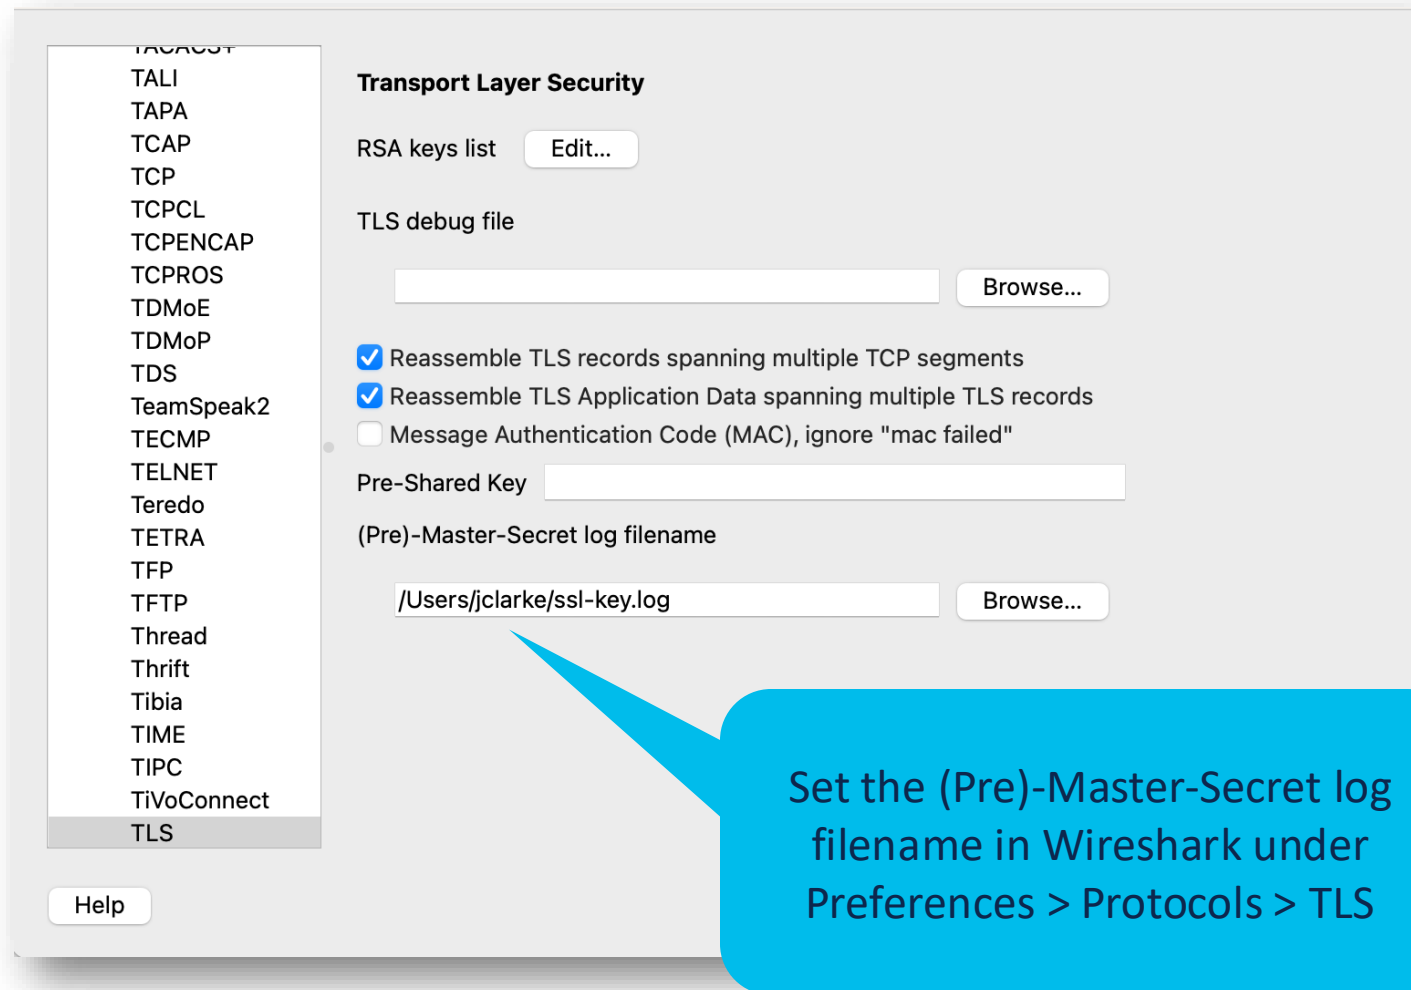 TACACS+
TALI
TAPA
TCAP
TCP
TCPCL
TCPENCAP
TCPROS
TDMoE
TDMoP
TDS
TeamSpeak2
TECMP
TELNET
Teredo
TETRA
TFP
TFTP
Thread
Thrift
Tibia
TIME
TIPC
TiVoConnect
TLS
Help
Transport Layer Security
RSA keys list Edit...
TLS debug file
Browse...
Reassemble TLS records spanning multiple TCP segments
Reassemble TLS Application Data spanning multiple TLS records
Message Authentication Code (MAC), ignore "mac failed"
Pre-Shared Key
(Pre)-Master-Secret log filename
/Users/jclarke/ssl-key.log Browse...
Set the (Pre)-Master-Secret log
filename in Wireshark under
Preferences > Protocols > TLS